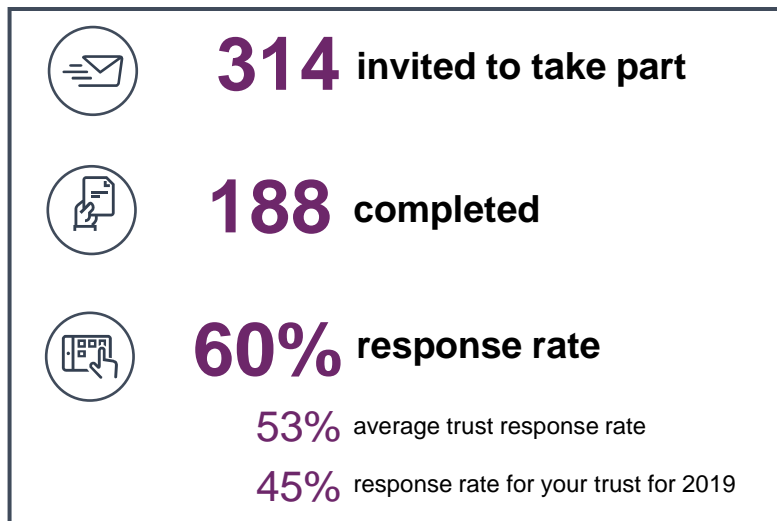 314 invited to take part
188 completed
60% response rate
53% average trust response rate
45% response rate for your trust for 2019